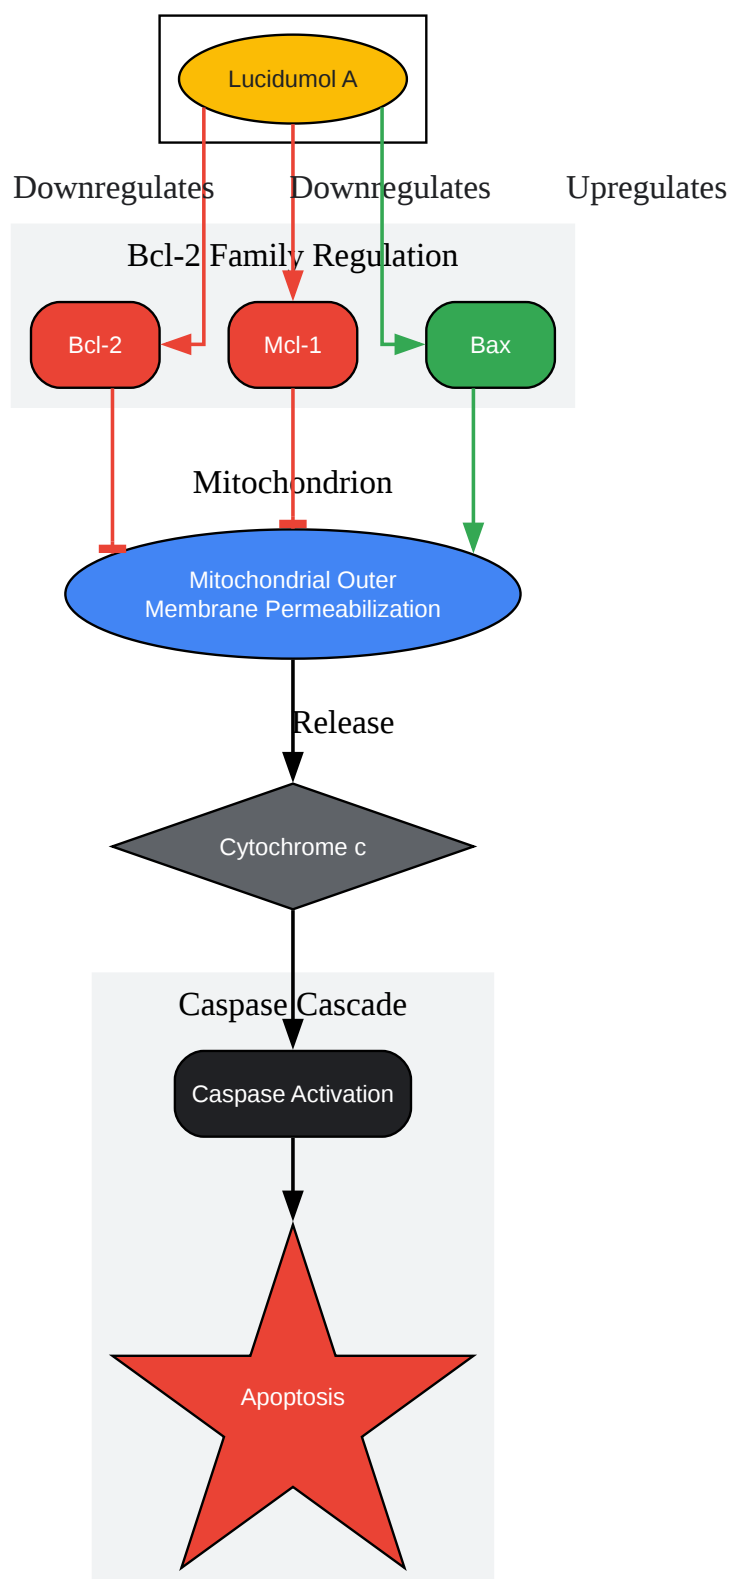 Lucidumol A
Downregulates
Downregulates
Upregulates
Bcl-2 Family Regulation
Bcl-2
Mcl-1
Bax
Mitochondrion
Mitochondrial Outer
Membrane Permeabilization
Release
Cytochrome c
Caspase Cascade
Caspase Activation
Apoptosis